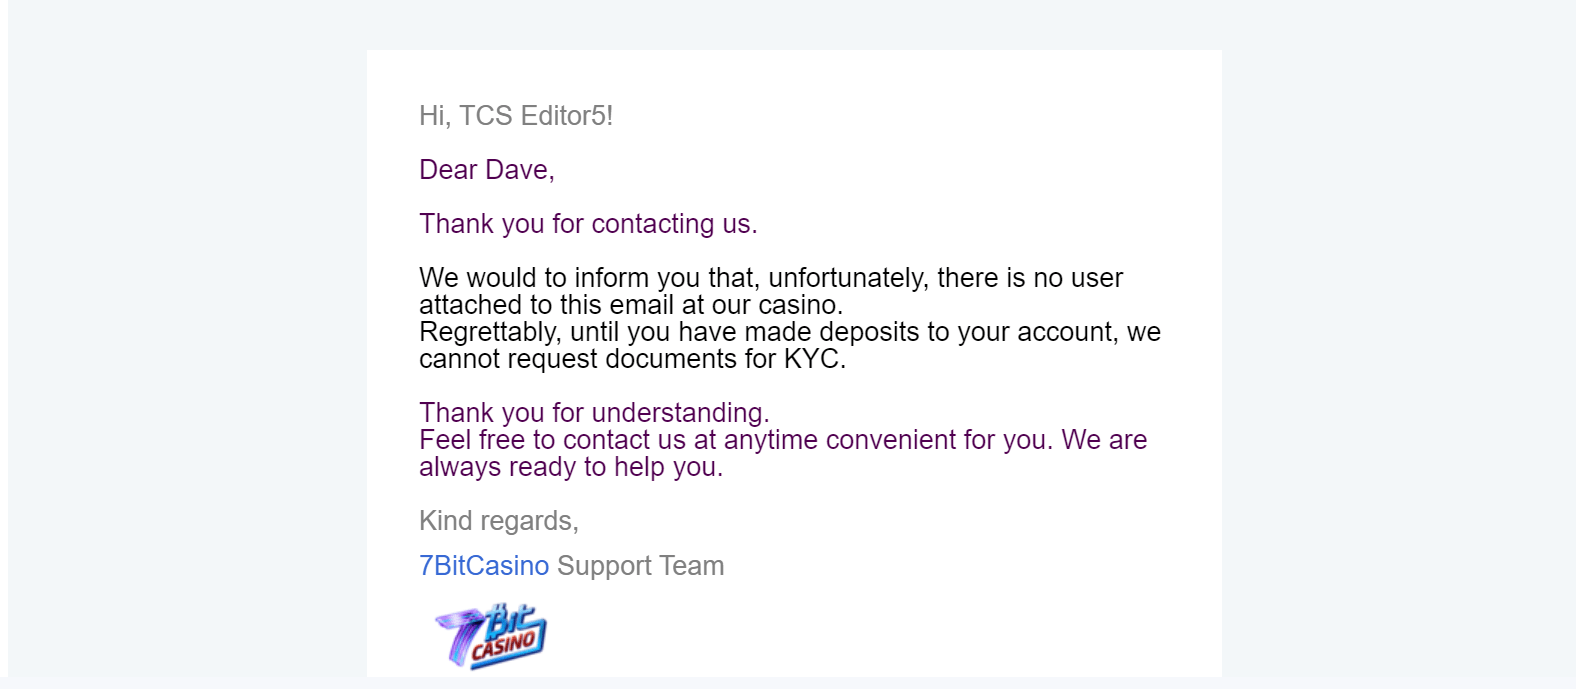 Hi, TCS Editor5!
Dear Dave,
Thank you for contacting us.
We would to inform you that, unfortunately, there is no user
attached to this email at our casino.
Regrettably, until you have made deposits to your account, we
cannot request documents for KYC.
Thank you for understanding.
Feel free to contact us at anytime convenient for you. We are
always ready to help you.
Kind regards,
7BitCasino Support Team
7Bit
CASINO